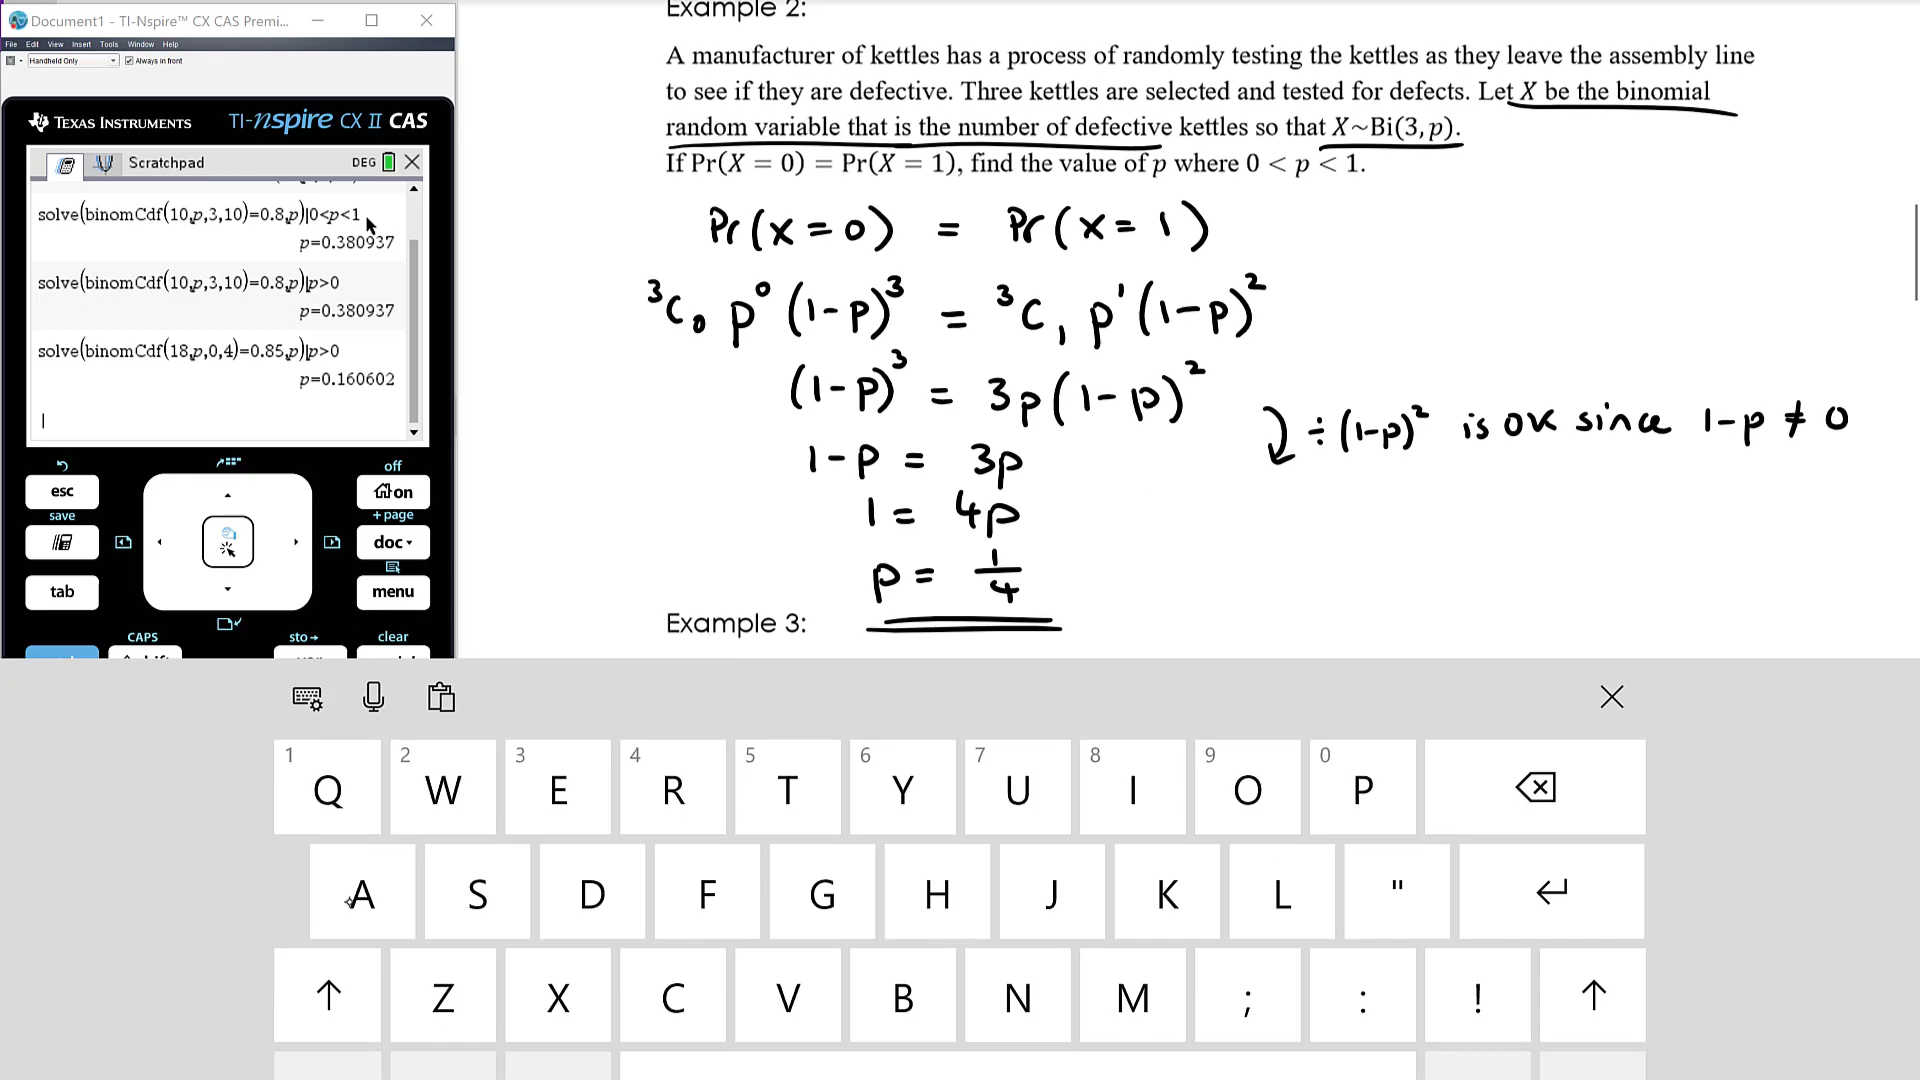 Document1 - TI-Nspire™ CX CAS Premi...
File Edit View Insert Tools Window Help
Handheld Only Always in front
TEXAS INSTRUMENTS TI-nspire CX II CAS
Scratchpad DEG
solve(binomCdf(10,p,3,10)=0.8,p)|0<p<1
p=0.380937
solve(binomCdf(10,p,3,10)=0.8,p)|p>0
p=0.380937
solve(binomCdf(18,p,0,4)=0.85,p)|p>0
p=0.160602
off
esc on
save + page
doc
tab menu
CAPS sto→ clear
Example 2:
A manufacturer of kettles has a process of randomly testing the kettles as they leave the assembly line
to see if they are defective. Three kettles are selected and tested for defects. Let X be the binomial
random variable that is the number of defective kettles so that X~Bi(3, p).
If Pr(X = 0) = Pr(X = 1), find the value of p where 0 < p < 1.
Pr(X = 0) = Pr(X = 1)
³C₀ p⁰ (1-p)³ = ³C₁ p¹ (1-p)²
(1-p)³ = 3p(1-p)²
÷ (1-p)² is ok since 1-p ≠ 0
1-p = 3p
1 = 4p
p = 1/4
Example 3:
1 2 3 4 5 6 7 8 9 0
Q W E R T Y U I O P
A S D F G H J K L "
Z X C V B N M ; : !